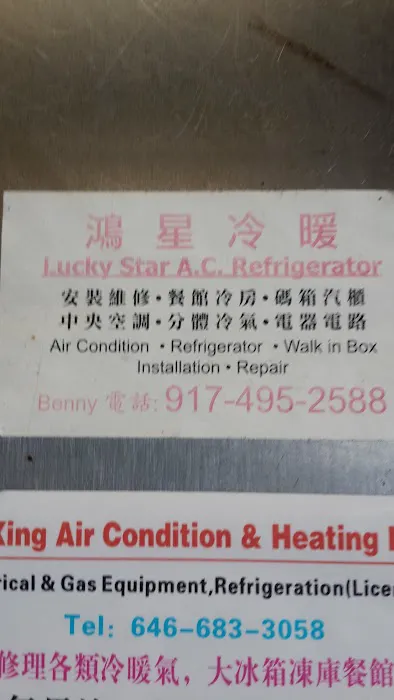 鴻星冷暖
Lucky Star A.C. Refrigerator
安裝維修・餐館冷房・碼箱汽櫃
中央空調・分體冷氣・電器電路
Air Condition • Refrigerator • Walk in Box
Installation • Repair
Benny 電話: 917-495-2588
King Air Condition & Heating
rical & Gas Equipment,Refrigeration(Lice
Tel: 646-683-3058
修理各類冷暖氣，大冰箱凍庫餐館